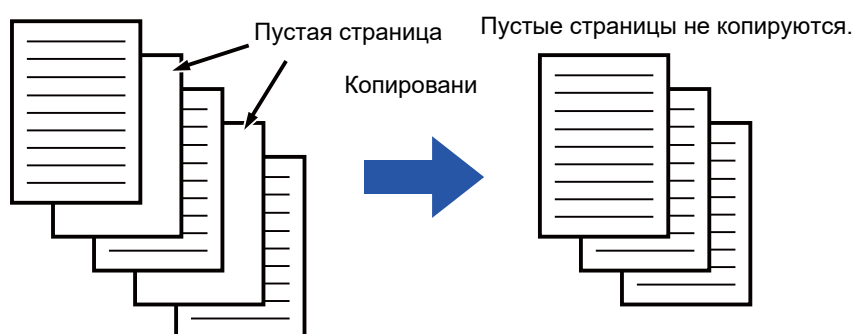 Пустая страница
Пустые страницы не копируются.
Копировани